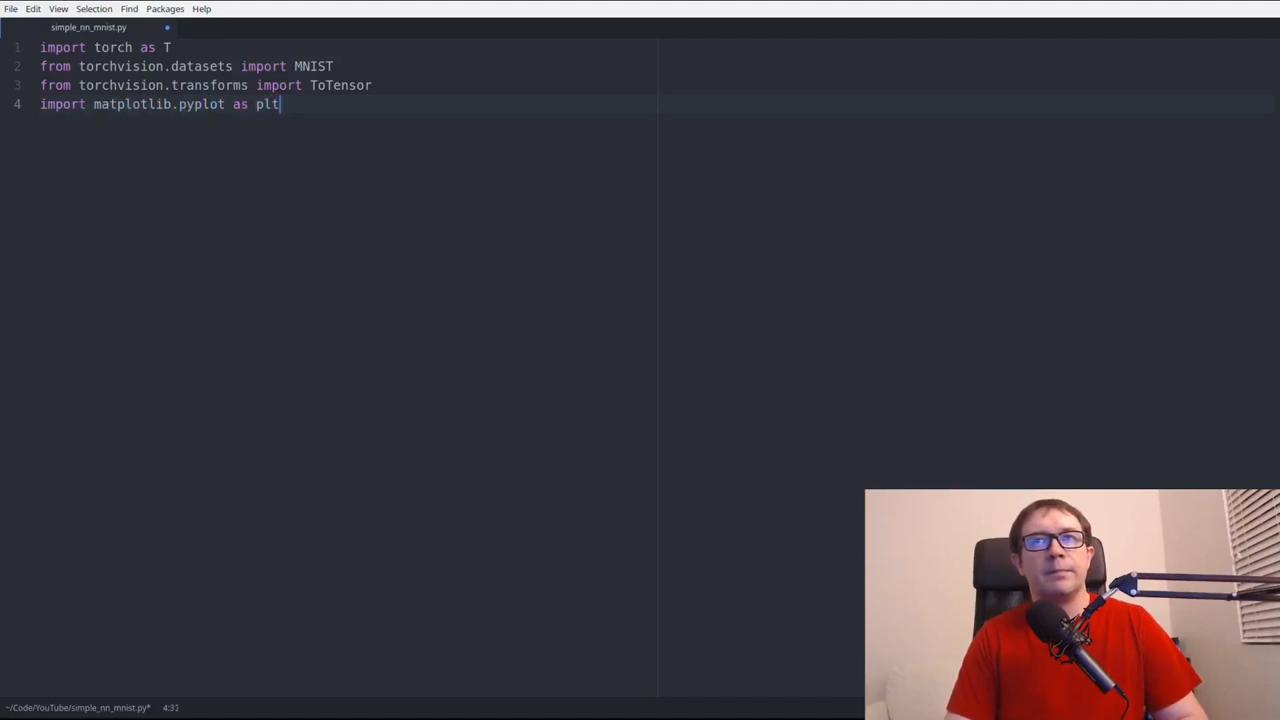 File Edit View Selection Find Packages Help
simple_nn_mnist.py
1 import torch as T
2 from torchvision.datasets import MNIST
3 from torchvision.transforms import ToTensor
4 import matplotlib.pyplot as plt
~/Code/YouTube/simple_nn_mnist.py* 4:31